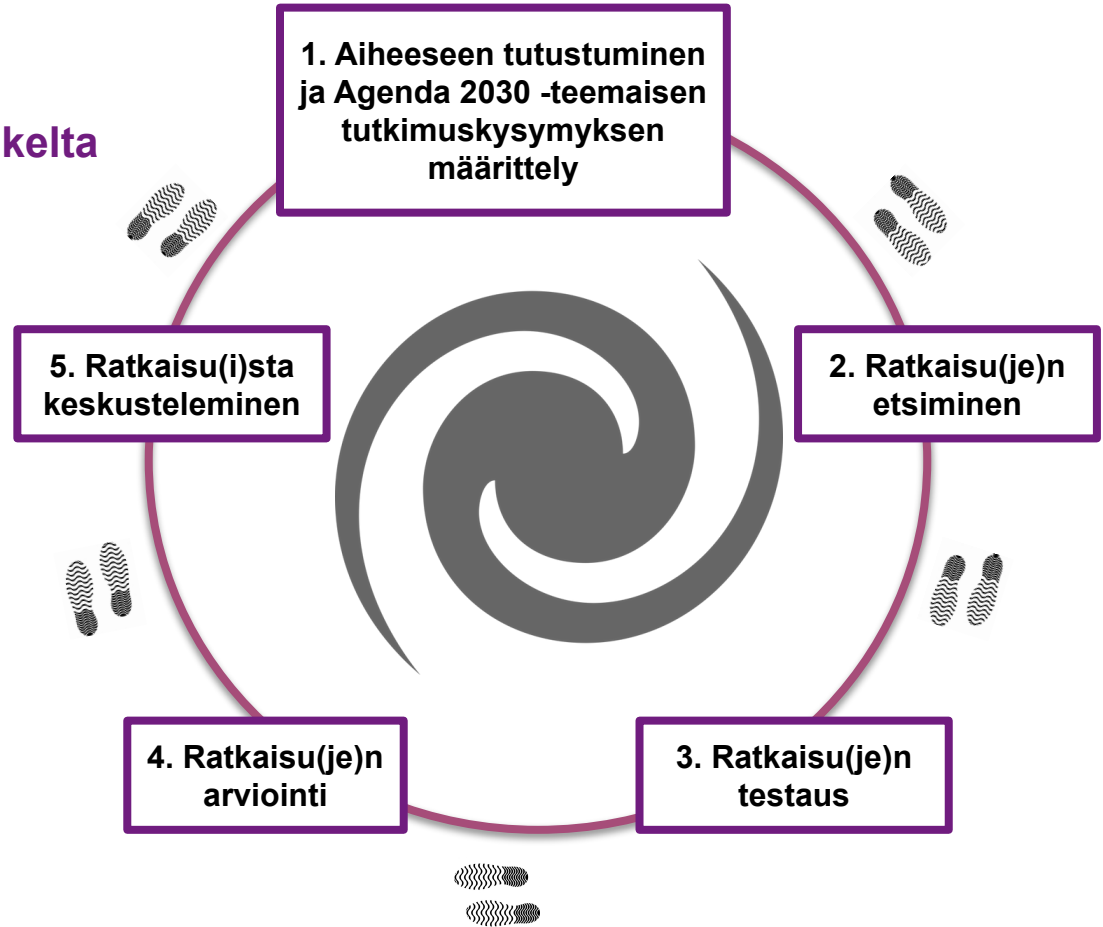 kelta
1. Aiheeseen tutustuminen
ja Agenda 2030 -teemaisen
tutkimuskysymyksen
määrittely
2. Ratkaisu(je)n
etsiminen
3. Ratkaisu(je)n
testaus
4. Ratkaisu(je)n
arviointi
5. Ratkaisu(i)sta
keskusteleminen